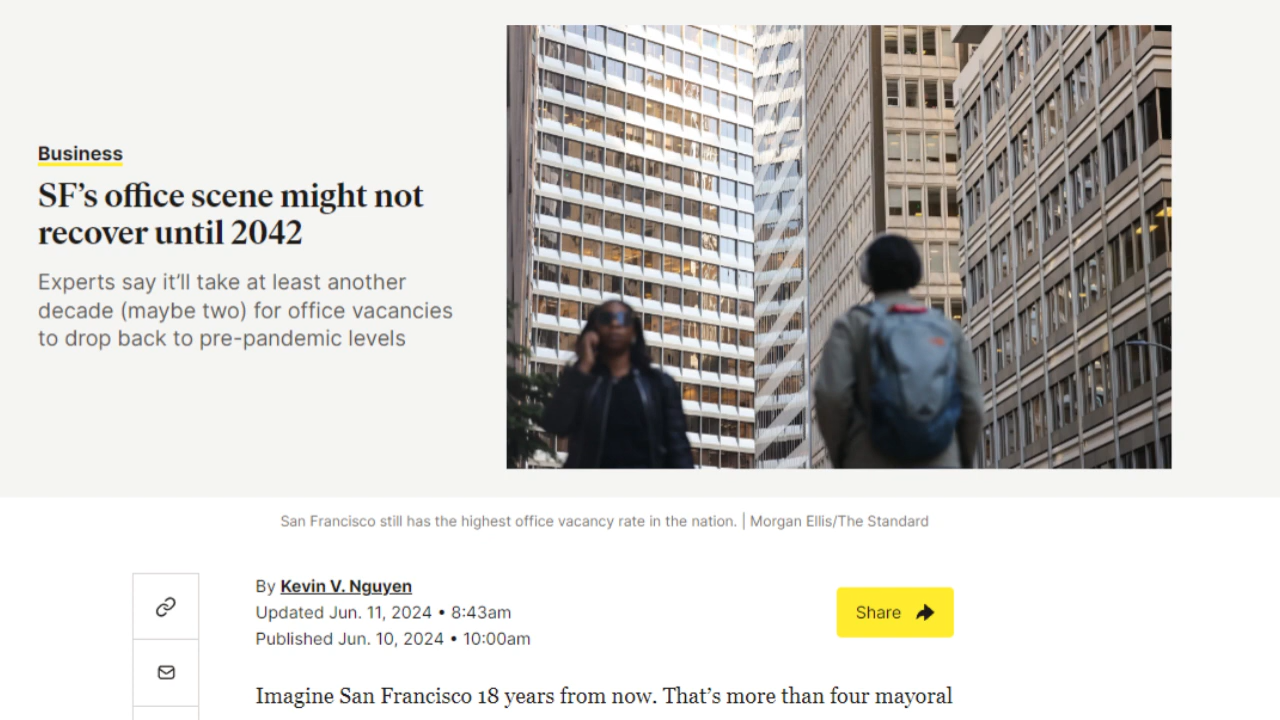 Business
SF’s office scene might not
recover until 2042
Experts say it’ll take at least another
decade (maybe two) for office vacancies
to drop back to pre-pandemic levels
San Francisco still has the highest office vacancy rate in the nation. | Morgan Ellis/The Standard
By Kevin V. Nguyen
Updated Jun. 11, 2024 • 8:43am
Published Jun. 10, 2024 • 10:00am
Share
Imagine San Francisco 18 years from now. That’s more than four mayoral